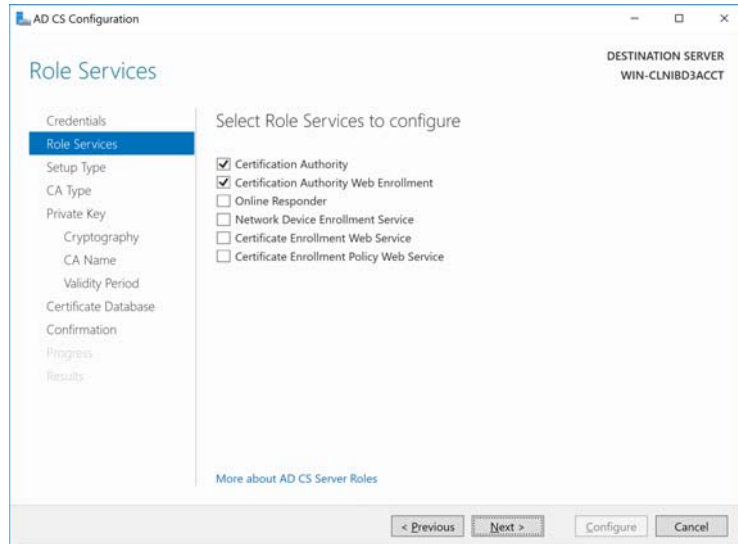 AD CS Configuration
DESTINATION SERVER
WIN-CLNIBD3ACCT
Role Services
Credentials
Role Services
Setup Type
CA Type
Private Key
Cryptography
CA Name
Validity Period
Certificate Database
Confirmation
Progress
Results
Select Role Services to configure
Certification Authority
Certification Authority Web Enrollment
Online Responder
Network Device Enrollment Service
Certificate Enrollment Web Service
Certificate Enrollment Policy Web Service
More about AD CS Server Roles
< Previous
Next >
Configure
Cancel